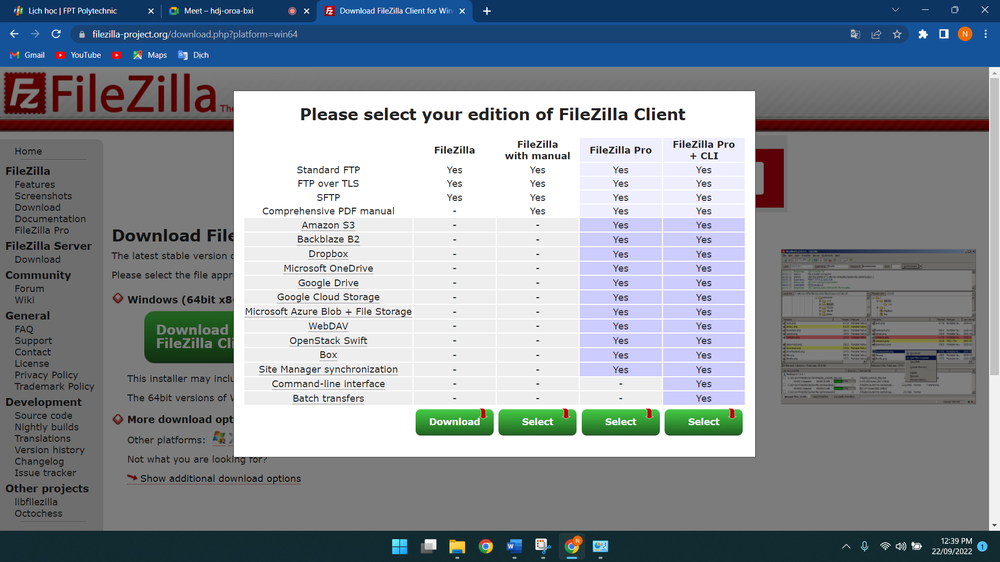 Lịch học | FPT Polytechnic
Meet – hdj-oroa-bxi
Download FileZilla Client for Win
filezilla-project.org/download.php?platform=win64
N
Gmail
YouTube
Maps
Dịch
FileZilla
The
Please select your edition of FileZilla Client
FileZilla
FileZilla with manual
FileZilla Pro
FileZilla Pro + CLI
Standard FTP Yes Yes Yes Yes
FTP over TLS Yes Yes Yes Yes
SFTP Yes Yes Yes Yes
Comprehensive PDF manual - Yes Yes Yes
Amazon S3 - - Yes Yes
Backblaze B2 - - Yes Yes
Dropbox - - Yes Yes
Microsoft OneDrive - - Yes Yes
Google Drive - - Yes Yes
Google Cloud Storage - - Yes Yes
Microsoft Azure Blob + File Storage - - Yes Yes
WebDAV - - Yes Yes
OpenStack Swift - - Yes Yes
Box - - Yes Yes
Site Manager synchronization - - Yes Yes
Command-line interface - - - Yes
Batch transfers - - - Yes
Download Select Select Select
Home
FileZilla
Features
Screenshots
Download
Documentation
FileZilla Pro
FileZilla Server
Download
Community
Forum
Wiki
General
FAQ
Support
Contact
License
Privacy Policy
Trademark Policy
Development
Source code
Nightly builds
Translations
Version history
Changelog
Issue tracker
Other projects
libfilezilla
Octochess
Download File
The latest stable version o
Please select the file appr
Windows (64bit x8
Download
FileZilla Cli
This installer may inclu
The 64bit versions of W
More download opt
Other platforms:
Not what you are looking for?
Show additional download options
12:39 PM
22/09/2022
1